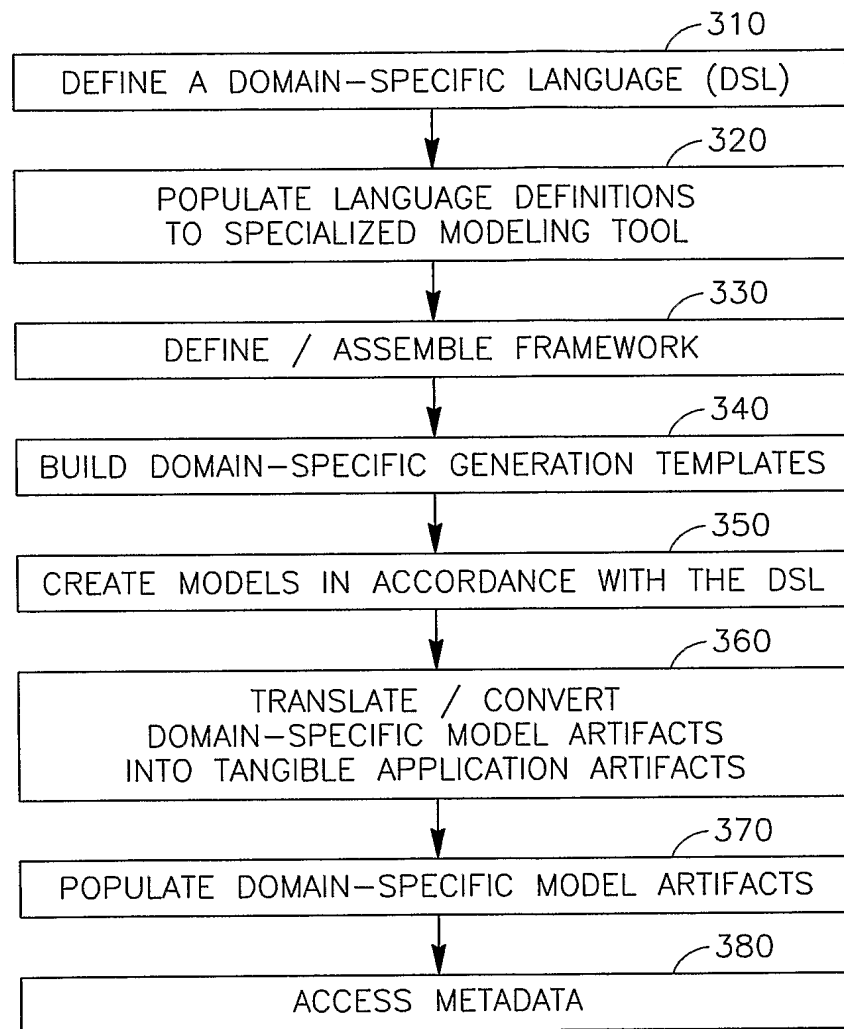 310
DEFINE A DOMAIN-SPECIFIC LANGUAGE (DSL)
320
POPULATE LANGUAGE DEFINITIONS
TO SPECIALIZED MODELING TOOL
330
DEFINE / ASSEMBLE FRAMEWORK
340
BUILD DOMAIN-SPECIFIC GENERATION TEMPLATES
350
CREATE MODELS IN ACCORDANCE WITH THE DSL
360
TRANSLATE / CONVERT
DOMAIN-SPECIFIC MODEL ARTIFACTS
INTO TANGIBLE APPLICATION ARTIFACTS
370
POPULATE DOMAIN-SPECIFIC MODEL ARTIFACTS
380
ACCESS METADATA